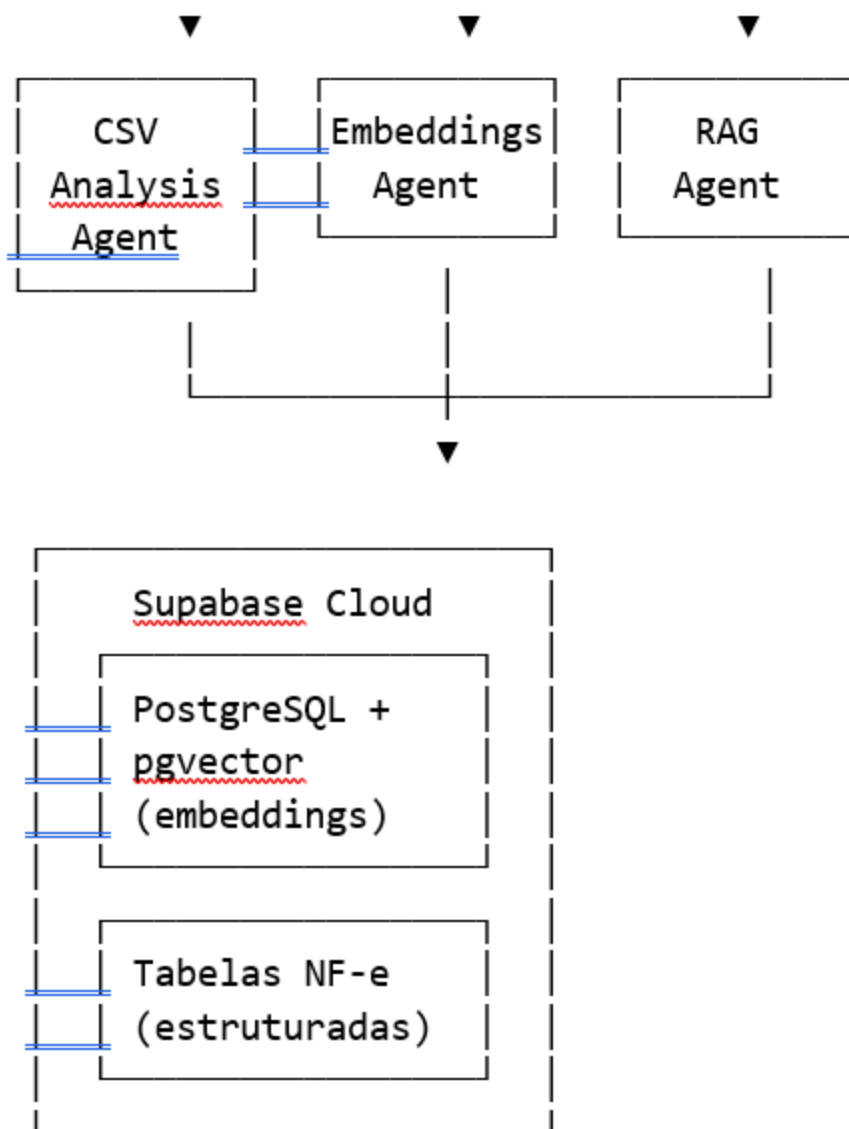 CSV
Analysis
Agent
Embeddings
Agent
RAG
Agent
Supabase Cloud
PostgreSQL +
pgvector
(embeddings)
Tabelas NF-e
(estruturadas)